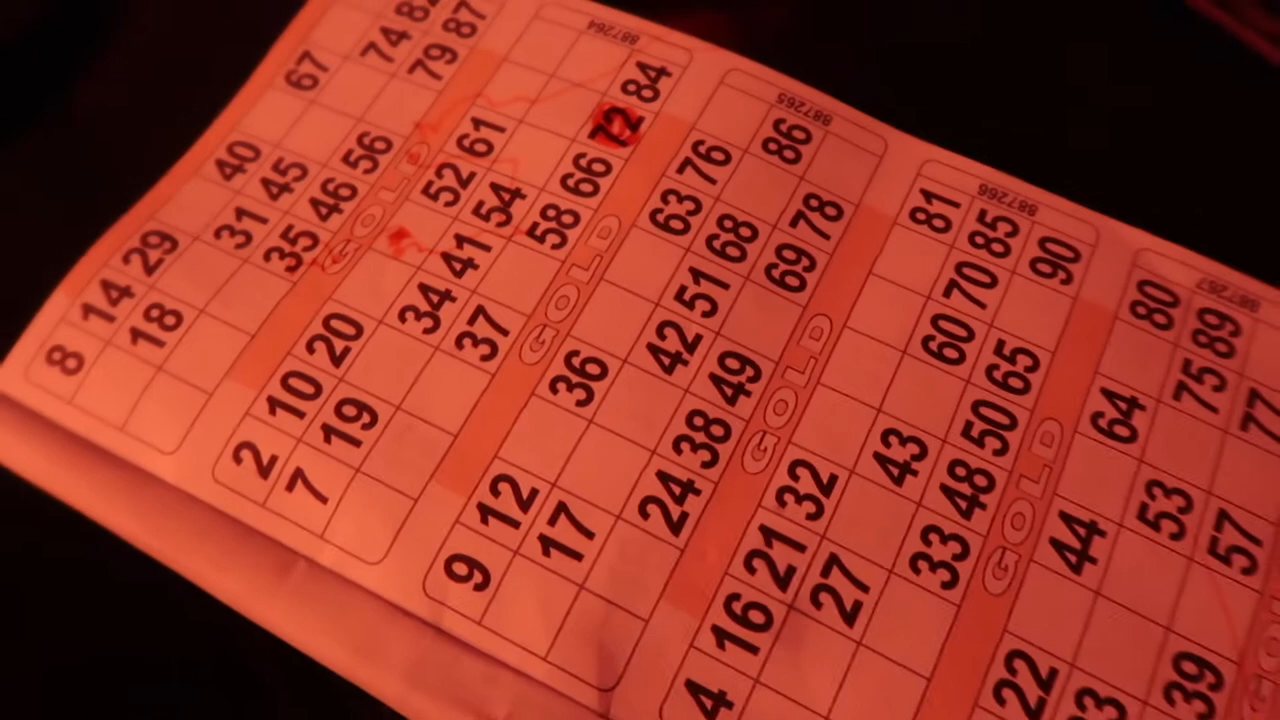 8 14 29 40 67
18 31 45 74
35 46 56 79 87
GOLD
887264
2 10 20 52 61
7 19 34 41 54
37 58 66 72 84
GOLD
887265
9 12 36 63 76
17 42 51 68 86
24 38 49 69 78
GOLD
887266
4 16 21 32 81
27 43 60 70 85
33 48 50 65 90
GOLD
887267
22 44 64 80
53 75 89
39 57 77